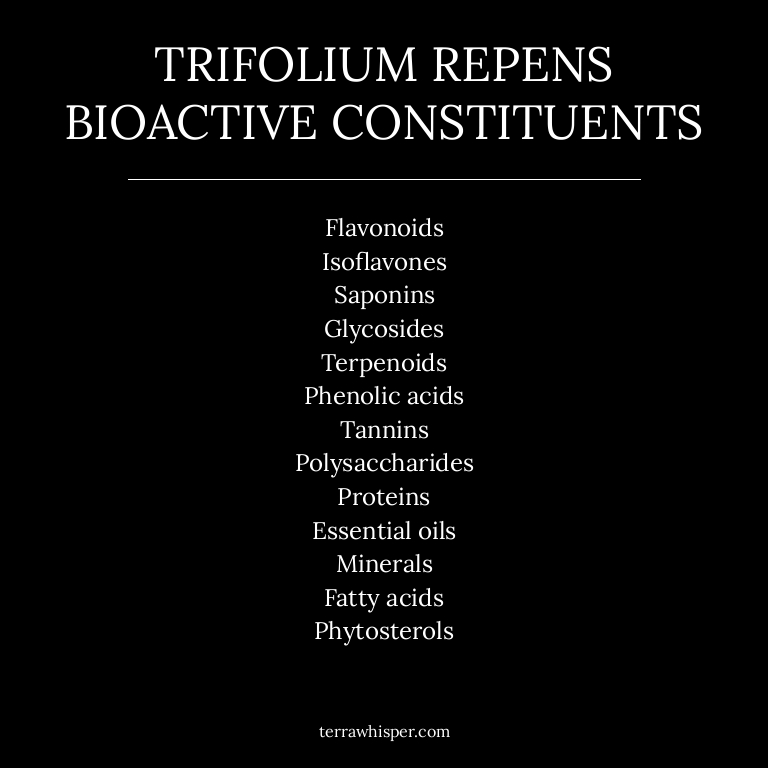 TRIFOLIUM REPENS
BIOACTIVE CONSTITUENTS
Flavonoids
Isoflavones
Saponins
Glycosides
Terpenoids
Phenolic acids
Tannins
Polysaccharides
Proteins
Essential oils
Minerals
Fatty acids
Phytosterols
terrawhisper.com